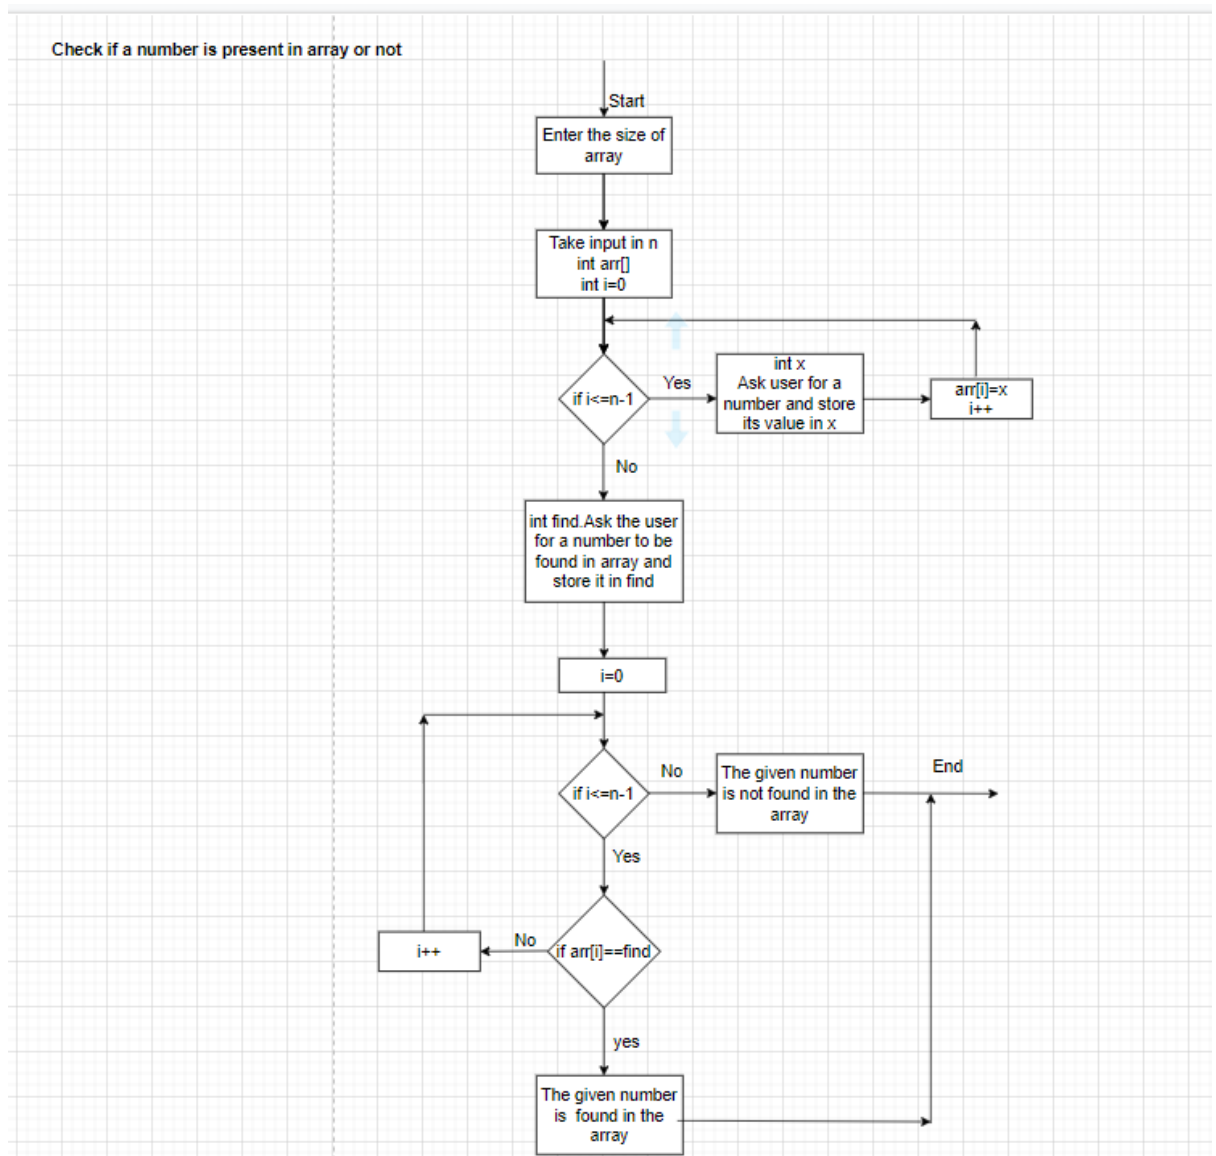 Check if a number is present in array or not
Start
Enter the size of
array
Take input in n
int arr[]
int i=0
if i<=n-1
Yes
int x
Ask user for a
number and store
its value in x
arr[i]=x
i++
No
int find.Ask the user
for a number to be
found in array and
store it in find
i=0
if i<=n-1
No
The given number
is not found in the
array
End
Yes
if arr[i]==find
No
i++
yes
The given number
is found in the
array